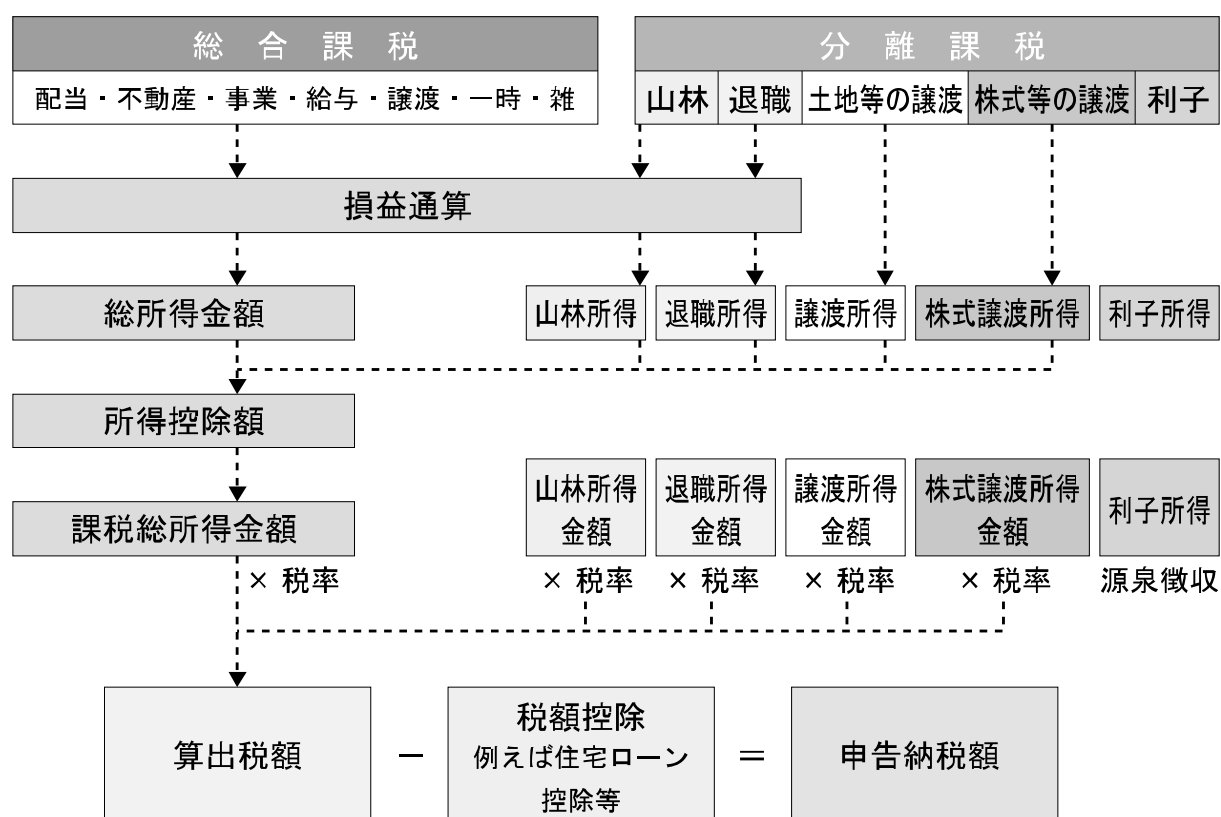 総合課税
分離課税
配当・不動産・事業・給与・譲渡・一時・雑
山林 退職 土地等の譲渡 株式等の譲渡 利子
損益通算
総所得金額
山林所得 退職所得 譲渡所得 株式譲渡所得 利子所得
所得控除額
課税総所得金額
山林所得
金額
退職所得
金額
譲渡所得
金額
株式譲渡所得
金額
利子所得
× 税率
× 税率
× 税率
× 税率
× 税率
源泉徴収
算出税額
−
税額控除
例えば住宅ローン
控除等
=
申告納税額